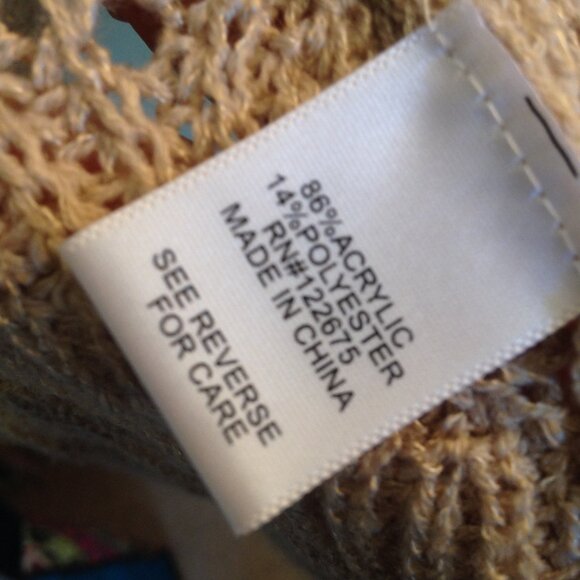 86%ACRYLIC
14%POLYESTER
RN#122675
MADE IN CHINA
SEE REVERSE
FOR CARE